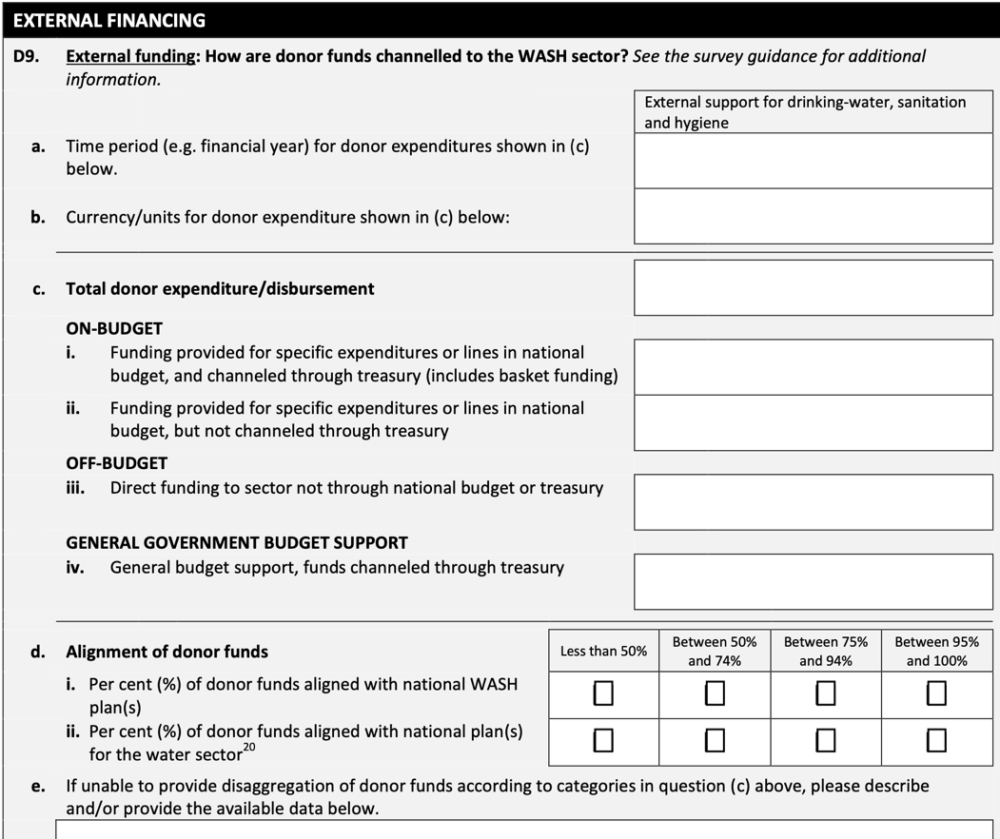 EXTERNAL FINANCING
D9. External funding: How are donor funds channelled to the WASH sector? See the survey guidance for additional
information.
External support for drinking-water, sanitation
and hygiene
a. Time period (e.g. financial year) for donor expenditures shown in (c)
below.
b. Currency/units for donor expenditure shown in (c) below:
c. Total donor expenditure/disbursement
ON-BUDGET
i. Funding provided for specific expenditures or lines in national
budget, and channeled through treasury (includes basket funding)
ii. Funding provided for specific expenditures or lines in national
budget, but not channeled through treasury
OFF-BUDGET
iii. Direct funding to sector not through national budget or treasury
GENERAL GOVERNMENT BUDGET SUPPORT
iv. General budget support, funds channeled through treasury
d. Alignment of donor funds
Less than 50%
Between 50%
and 74%
Between 75%
and 94%
Between 95%
and 100%
i. Per cent (%) of donor funds aligned with national WASH
plan(s)
ii. Per cent (%) of donor funds aligned with national plan(s)
for the water sector20
e. If unable to provide disaggregation of donor funds according to categories in question (c) above, please describe
and/or provide the available data below.